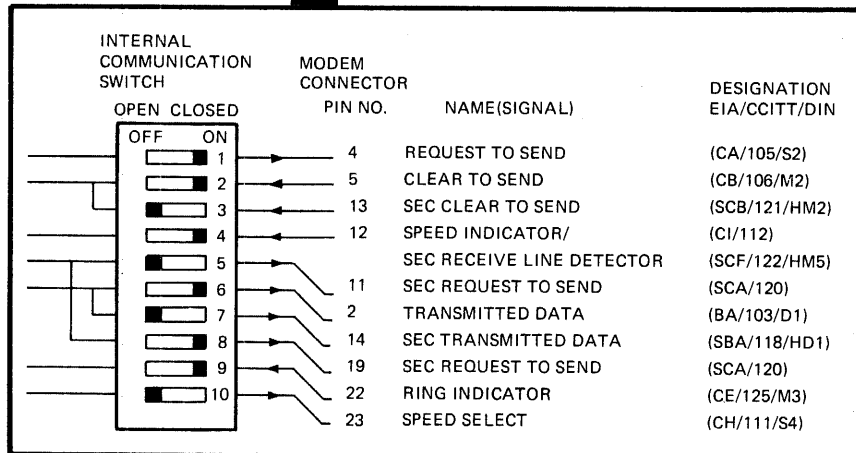 INTERNAL
COMMUNICATION
SWITCH
MODEM
CONNECTOR
PIN NO.
NAME(SIGNAL)
DESIGNATION
EIA/CCITT/DIN
OPEN CLOSED
OFF ON
1 4 REQUEST TO SEND (CA/105/S2)
2 5 CLEAR TO SEND (CB/106/M2)
3 13 SEC CLEAR TO SEND (SCB/121/HM2)
4 12 SPEED INDICATOR/ (CI/112)
5 SEC RECEIVE LINE DETECTOR (SCF/122/HM5)
6 11 SEC REQUEST TO SEND (SCA/120)
7 2 TRANSMITTED DATA (BA/103/D1)
8 14 SEC TRANSMITTED DATA (SBA/118/HD1)
9 19 SEC REQUEST TO SEND (SCA/120)
10 22 RING INDICATOR (CE/125/M3)
23 SPEED SELECT (CH/111/S4)